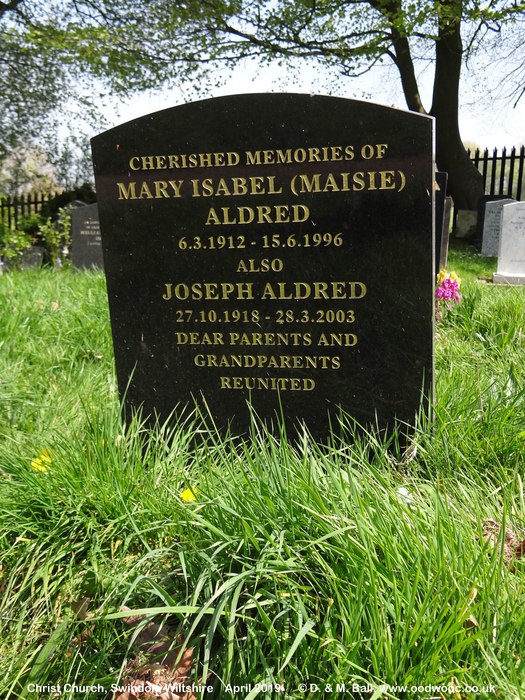 CHERISHED MEMORIES OF
MARY ISABEL (MAISIE)
ALDRED
6.3.1912 - 15.6.1996
ALSO
JOSEPH ALDRED
27.10.1918 - 28.3.2003
DEAR PARENTS AND
GRANDPARENTS
REUNITED
Christ Church, Swindon, Wiltshire April 2019 © D. & M. Ball, www.oodwooc.co.uk